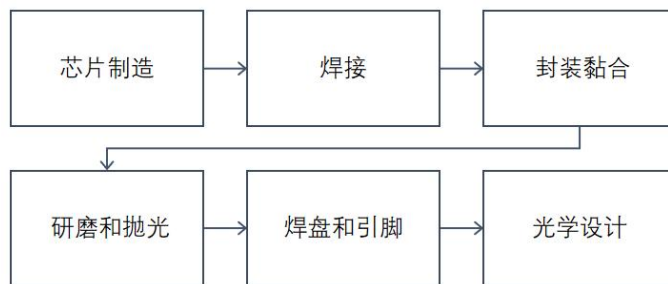 芯片制造
焊接
封装黏合
研磨和抛光
焊盘和引脚
光学设计